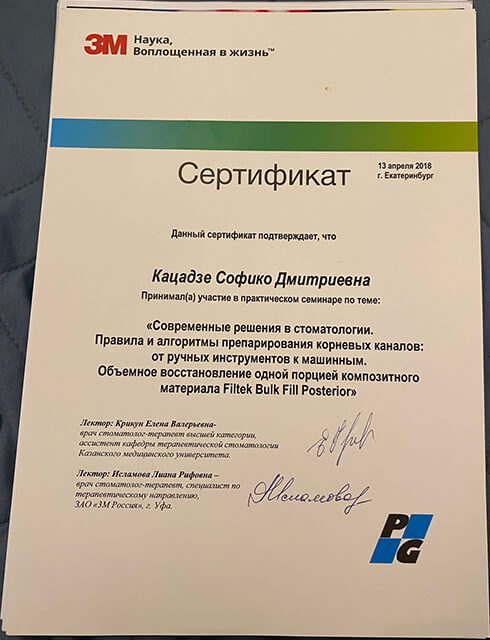 3M Наука,
Воплощенная в жизнь™
13 апреля 2018
г. Екатеринбург
Сертификат
Данный сертификат подтверждает, что
Кацадзе Софико Дмитриевна
Принимал(а) участие в практическом семинаре по теме:
«Современные решения в стоматологии.
Правила и алгоритмы препарирования корневых каналов:
от ручных инструментов к машинным.
Объемное восстановление одной порцией композитного
материала Filtek Bulk Fill Posterior»
Лектор: Крикун Елена Валерьевна-
врач стоматолог-терапевт высшей категории,
ассистент кафедры терапевтической стоматологии
Казанского медицинского университета.
Лектор: Исламова Лиана Рифовна –
врач стоматолог-терапевт, специалист по
терапевтическому направлению,
ЗАО «3М Россия», г. Уфа.
PG